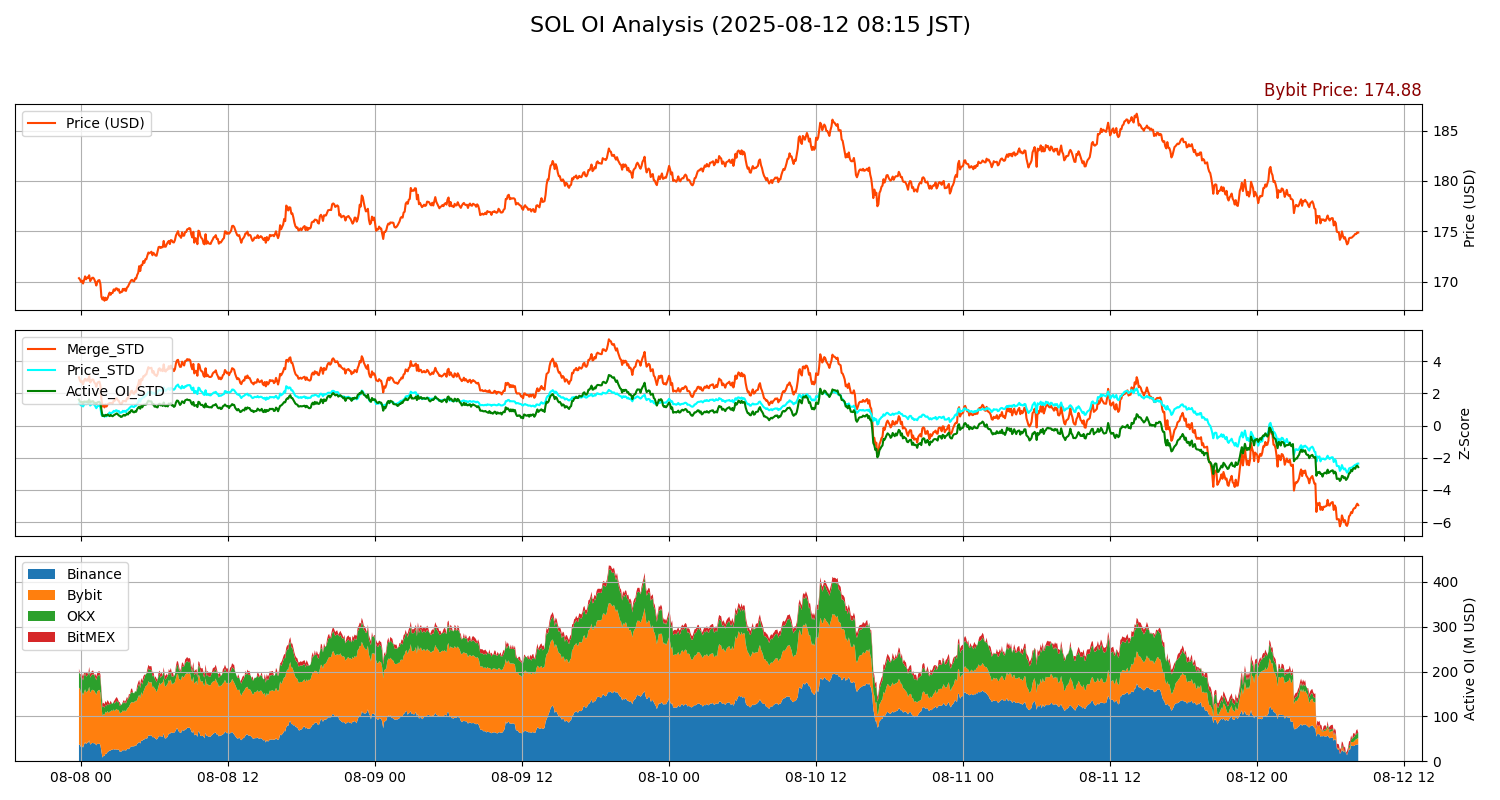 SOL OI Analysis (2025-08-12 08:15 JST)
Bybit Price: 174.88
Price (USD)
185
180
175
170
Price (USD)
Merge_STD
Price_STD
Active_OI_STD
4
2
0
−2
−4
−6
Z-Score
Binance
Bybit
OKX
BitMEX
400
300
200
100
0
Active OI (M USD)
08-08 00
08-08 12
08-09 00
08-09 12
08-10 00
08-10 12
08-11 00
08-11 12
08-12 00
08-12 12